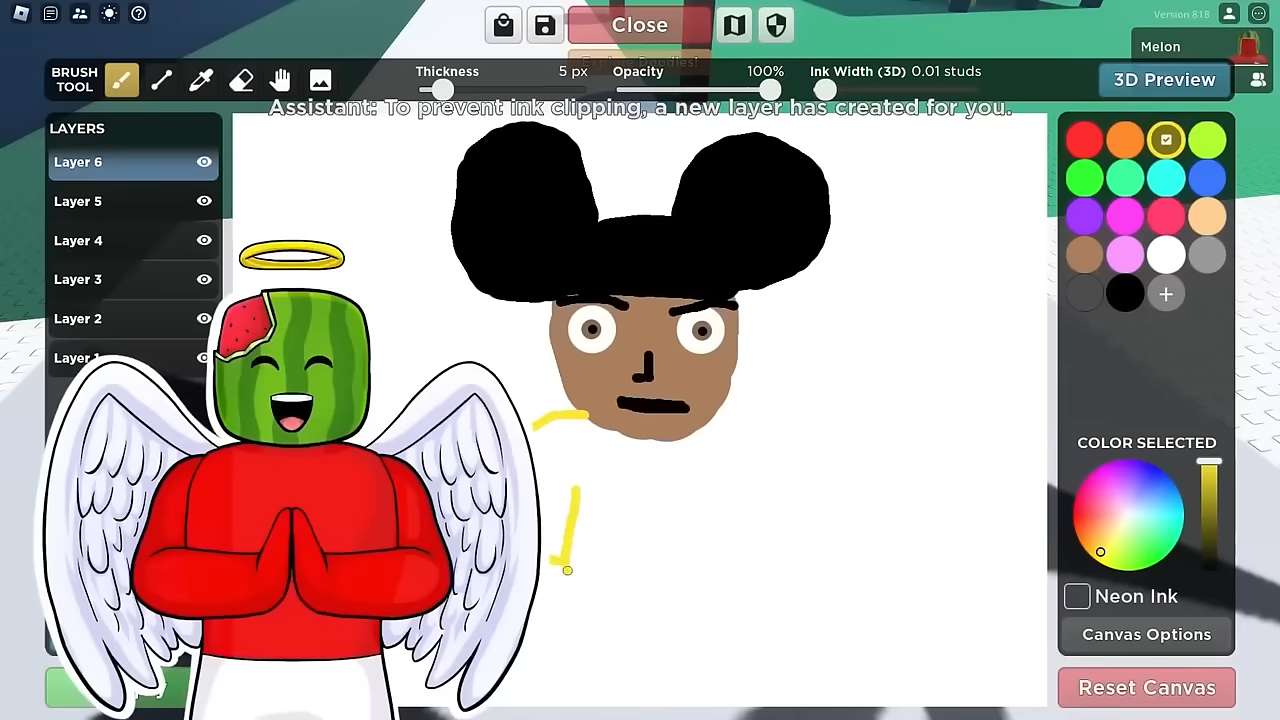 Version 818
Close
Melon
BRUSH
TOOL
Thickness
5 px
Opacity
100%
Ink Width (3D) 0.01 studs
3D Preview
Assistant: To prevent ink clipping, a new layer has created for you.
LAYERS
Layer 6
Layer 5
Layer 4
Layer 3
Layer 2
Layer 1
COLOR SELECTED
Neon Ink
Canvas Options
Reset Canvas